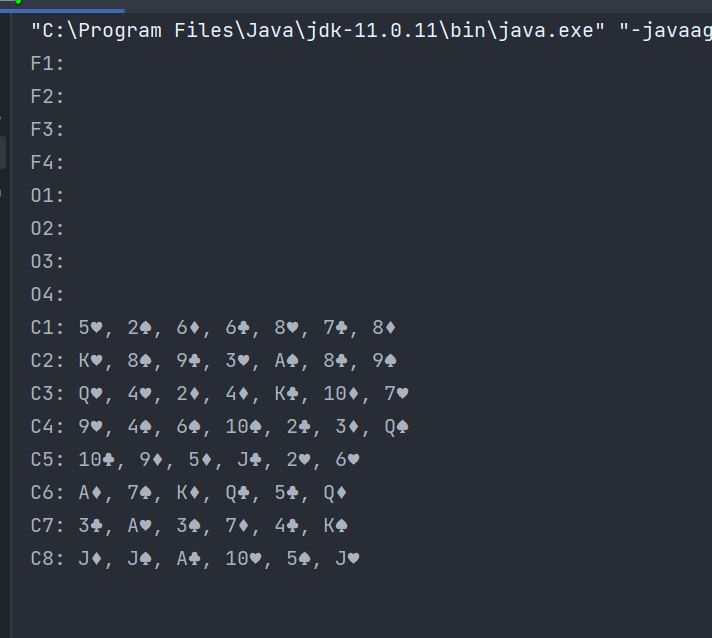 "C:\Program Files\Java\jdk-11.0.11\bin\java.exe" "-javaag
F1:
F2:
F3:
F4:
O1:
O2:
O3:
O4:
C1: 5♥, 2♠, 6♦, 6♣, 8♥, 7♣, 8♦
C2: K♥, 8♠, 9♣, 3♥, A♠, 8♣, 9♠
C3: Q♥, 4♥, 2♦, 4♦, K♣, 10♦, 7♥
C4: 9♥, 4♠, 6♠, 10♠, 2♣, 3♦, Q♠
C5: 10♣, 9♦, 5♦, J♣, 2♥, 6♥
C6: A♦, 7♠, K♦, Q♣, 5♣, Q♦
C7: 3♣, A♥, 3♠, 7♦, 4♣, K♠
C8: J♦, J♠, A♣, 10♥, 5♠, J♥